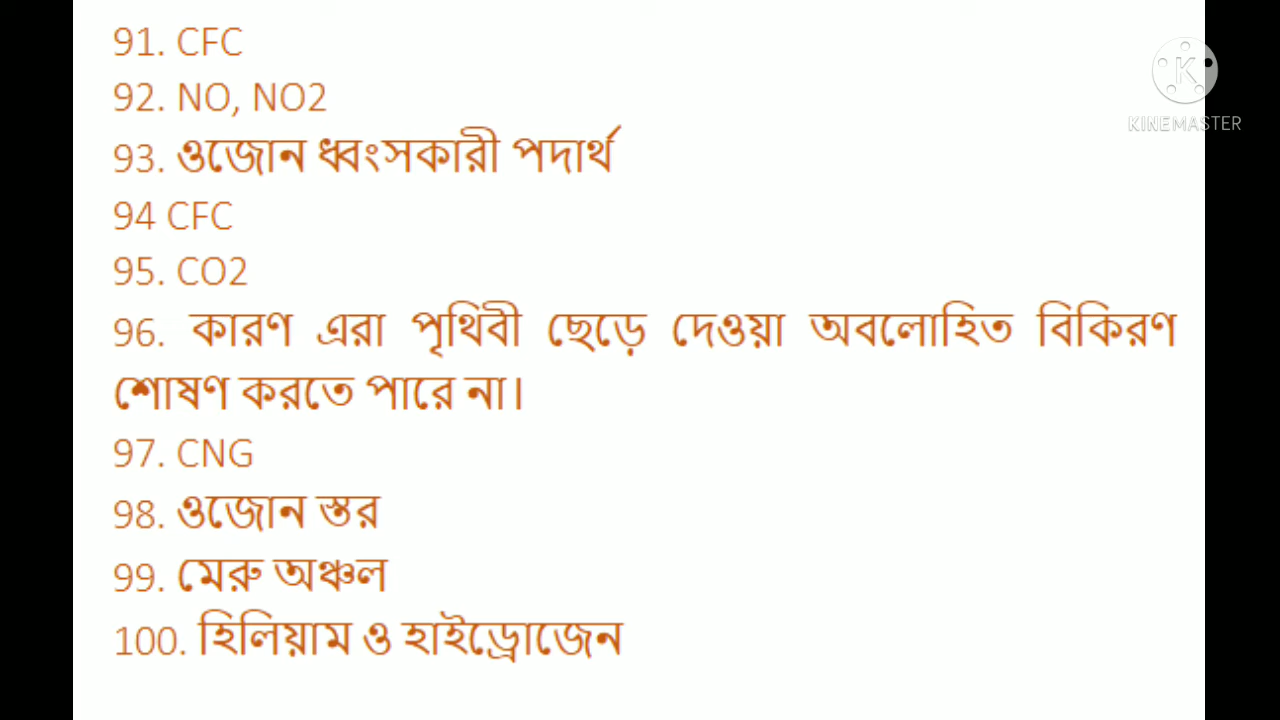 91. CFC
92. NO, NO2
93. ওজোন ধ্বংসকারী পদার্থ
94 CFC
95. CO2
96. কারণ এরা পৃথিবী ছেড়ে দেওয়া অবলোহিত বিকিরণ
শোষণ করতে পারে না।
97. CNG
98. ওজোন স্তর
99. মেরু অঞ্চল
100. হিলিয়াম ও হাইড্রোজেন
K
KINEMASTER